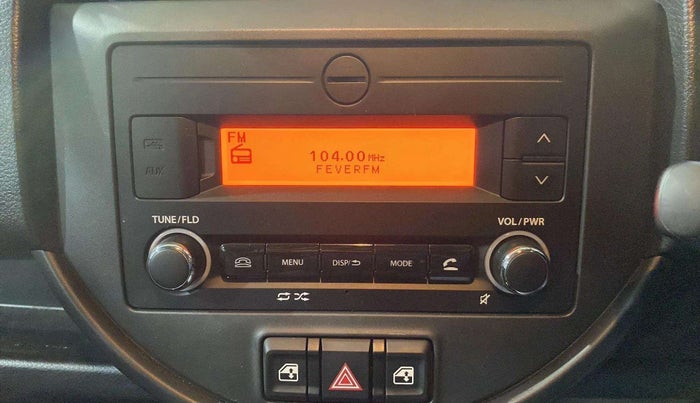 FM
104.00 MHz
FEVERFM
AUX
TUNE/FLD
VOL/PWR
MENU
DISP/
MODE